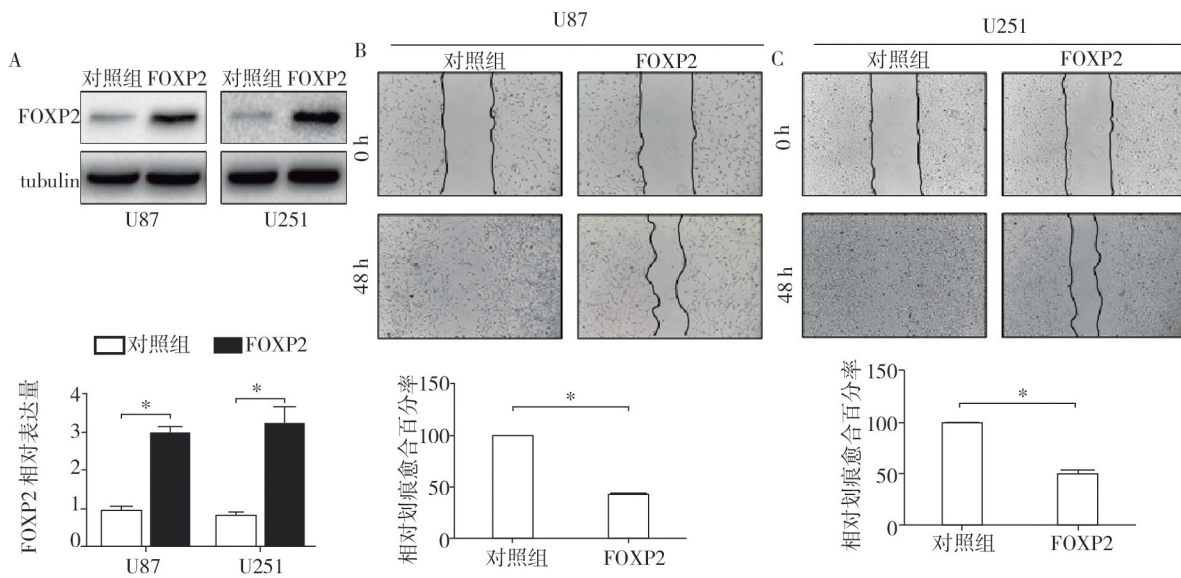 A
对照组 FOXP2 对照组 FOXP2
FOXP2
tubulin
U87 U251
对照组 FOXP2
FOXP2 相对表达量
4
3
2
1
0
* *
U87 U251
U87
B
对照组 FOXP2
0 h
48 h
相对划痕愈合百分率
150
100
50
0
*
对照组 FOXP2
U251
C
对照组 FOXP2
0 h
48 h
相对划痕愈合百分率
150
100
50
0
*
对照组 FOXP2